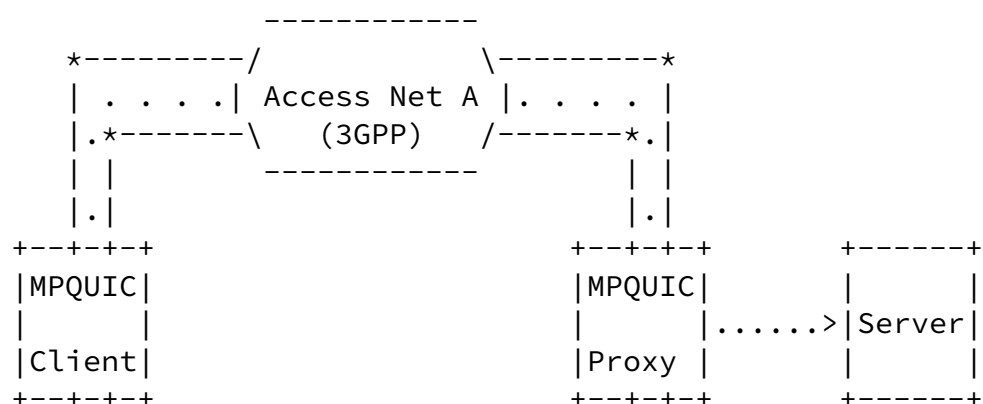 Access Net A
(3GPP)
MPQUIC MPQUIC
Server
Client Proxy